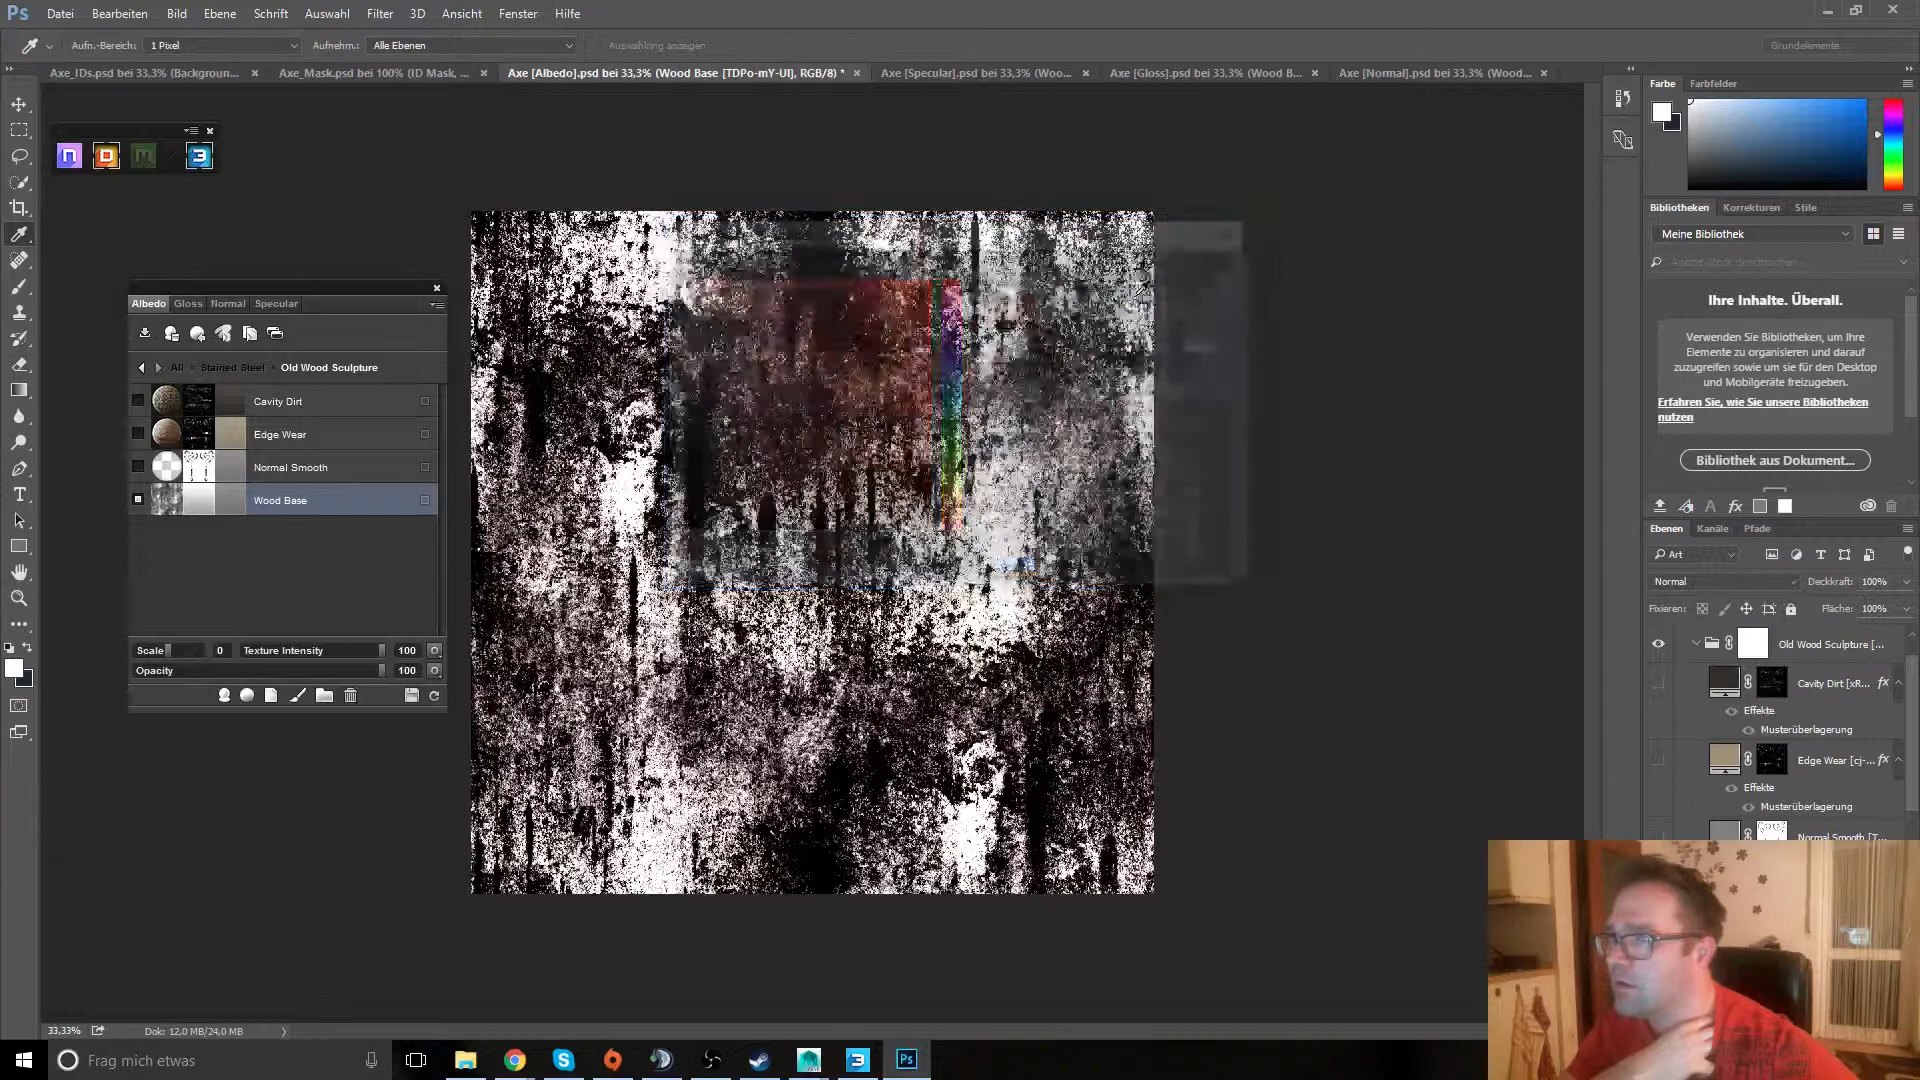 Ps Datei Bearbeiten Bild Ebene Schrift Auswahl Filter 3D Ansicht Fenster Hilfe
Aufn.-Bereich: 1 Pixel Aufnehm.: Alle Ebenen Auswahlring anzeigen Grundelemente
Axe_IDs.psd bei 33,3% (Backgroun... Axe_Mask.psd bei 100% (ID Mask, ... Axe [Albedo].psd bei 33,3% (Wood Base [TDPo-mY-UI], RGB/8) * Axe [Specular].psd bei 33,3% (Woo... Axe [Gloss].psd bei 33,3% (Wood B... Axe [Normal].psd bei 33,3% (Wood...
Farbe Farbfelder
Bibliotheken Korrekturen Stile
Meine Bibliothek
Adobe Stock durchsuchen...
Ihre Inhalte. Überall.
Verwenden Sie Bibliotheken, um Ihre
Elemente zu organisieren und darauf
zuzugreifen sowie um sie für den Desktop
und Mobilgeräte freizugeben.
Erfahren Sie, wie Sie unsere Bibliotheken
nutzen
Bibliothek aus Dokument...
Ebenen Kanäle Pfade
Art
Normal Deckkraft: 100%
Fixieren: Fläche: 100%
Old Wood Sculpture [...
Cavity Dirt [xR... fx
Effekte
Musterüberlagerung
Edge Wear [cj-... fx
Effekte
Musterüberlagerung
Normal Smooth [T...
Albedo Gloss Normal Specular
All Stained Steel Old Wood Sculpture
Cavity Dirt
Edge Wear
Normal Smooth
Wood Base
Scale 0 Texture Intensity 100
Opacity 100
33,33% Dok: 12,0 MB/24,0 MB
Frag mich etwas